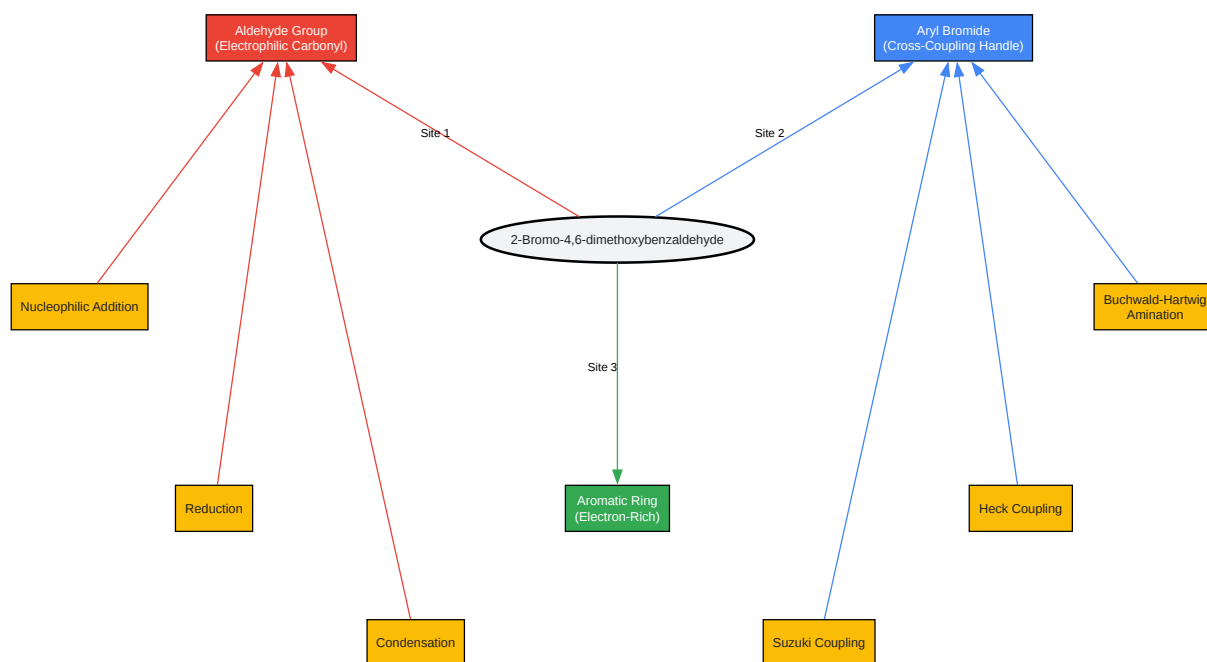 Aldehyde Group
(Electrophilic Carbonyl)
Aryl Bromide
(Cross-Coupling Handle)
Site 1
Site 2
2-Bromo-4,6-dimethoxybenzaldehyde
Nucleophilic Addition
Buchwald-Hartwig
Amination
Site 3
Reduction
Aromatic Ring
(Electron-Rich)
Heck Coupling
Condensation
Suzuki Coupling